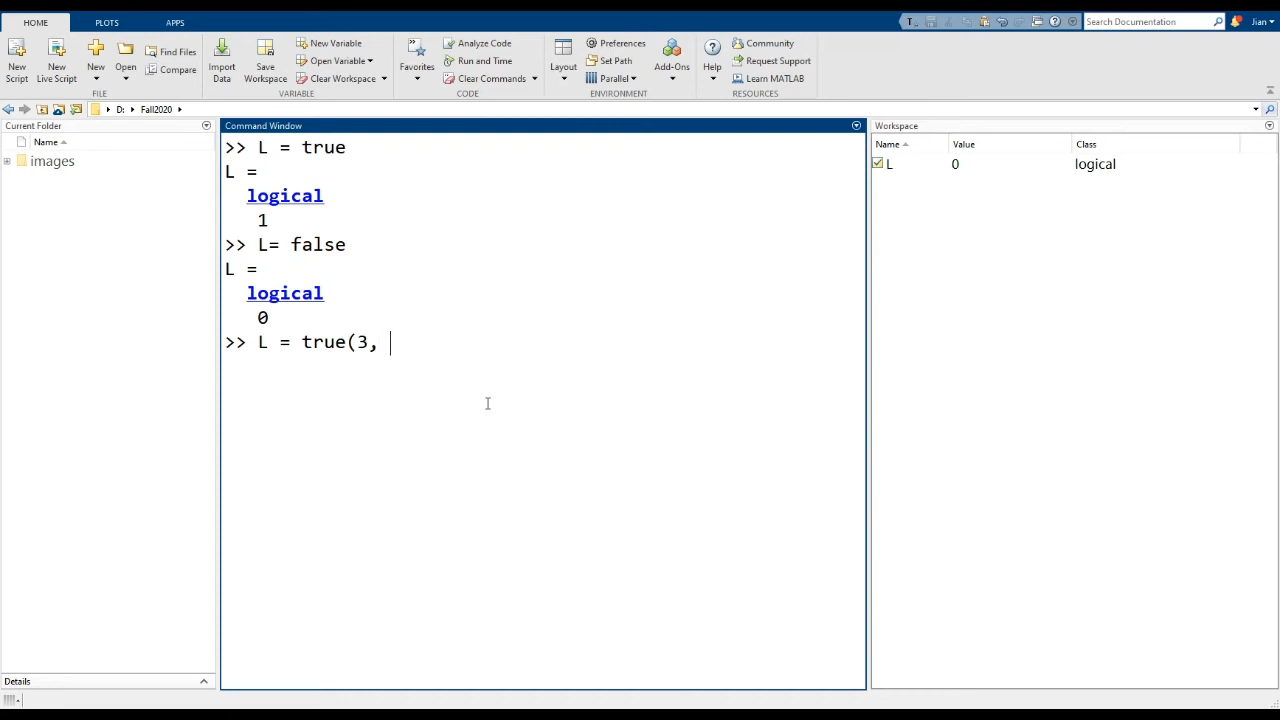 HOME PLOTS APPS
Search Documentation
Jian
New Script
New Live Script
New
Open
Find Files
Compare
FILE
Import Data
Save Workspace
New Variable
Open Variable
Clear Workspace
VARIABLE
Favorites
Analyze Code
Run and Time
Clear Commands
CODE
Layout
Preferences
Set Path
Parallel
ENVIRONMENT
Add-Ons
Help
Community
Request Support
Learn MATLAB
RESOURCES
D: Fall2020
Current Folder
Name
images
Details
Command Window
>> L = true
L =
logical
1
>> L= false
L =
logical
0
>> L = true(3,
Workspace
Name Value Class
L 0 logical